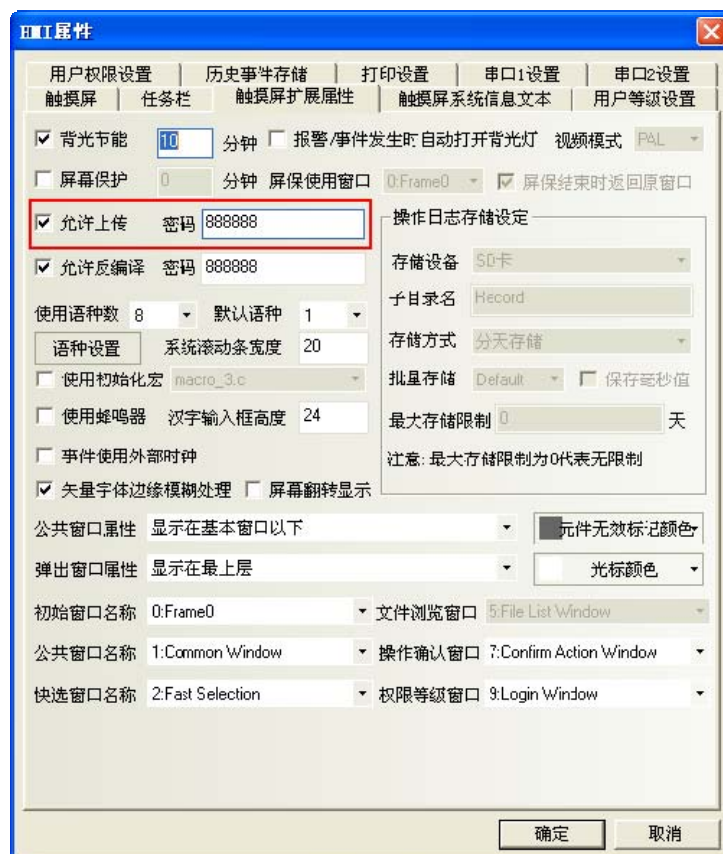 HMI属性
用户权限设置 历史事件存储 打印设置 串口1设置 串口2设置
触摸屏 任务栏 触摸屏扩展属性 触摸屏系统信息文本 用户等级设置
背光节能 10 分钟 报警/事件发生时自动打开背光灯 视频模式 PAL
屏幕保护 0 分钟 屏保使用窗口 0:Frame0 屏保结束时返回原窗口
允许上传 密码 888888
操作日志存储设定
允许反编译 密码 888888
存储设备 SD卡
子目录名 Record
使用语种数 8 默认语种 1
语种设置 系统滚动条宽度 20
存储方式 分天存储
使用初始化宏 macro_3.c
批量存储 Default 保存毫秒值
使用蜂鸣器 汉字输入框高度 24
最大存储限制 0 天
事件使用外部时钟
注意:最大存储限制为0代表无限制
矢量字体边缘模糊处理 屏幕翻转显示
公共窗口属性 显示在基本窗口以下 元件无效标记颜色
弹出窗口属性 显示在最上层 光标颜色
初始窗口名称 0:Frame0 文件浏览窗口 5:File List Window
公共窗口名称 1:Common Window 操作确认窗口 7:Confirm Action Window
快选窗口名称 2:Fast Selection 权限等级窗口 9:Login Window
确定 取消